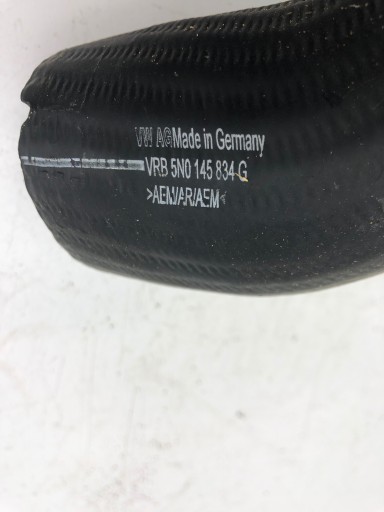 VW AG Made in Germany
VRB 5N0 145 834 G
>AEM/AR/AEM<